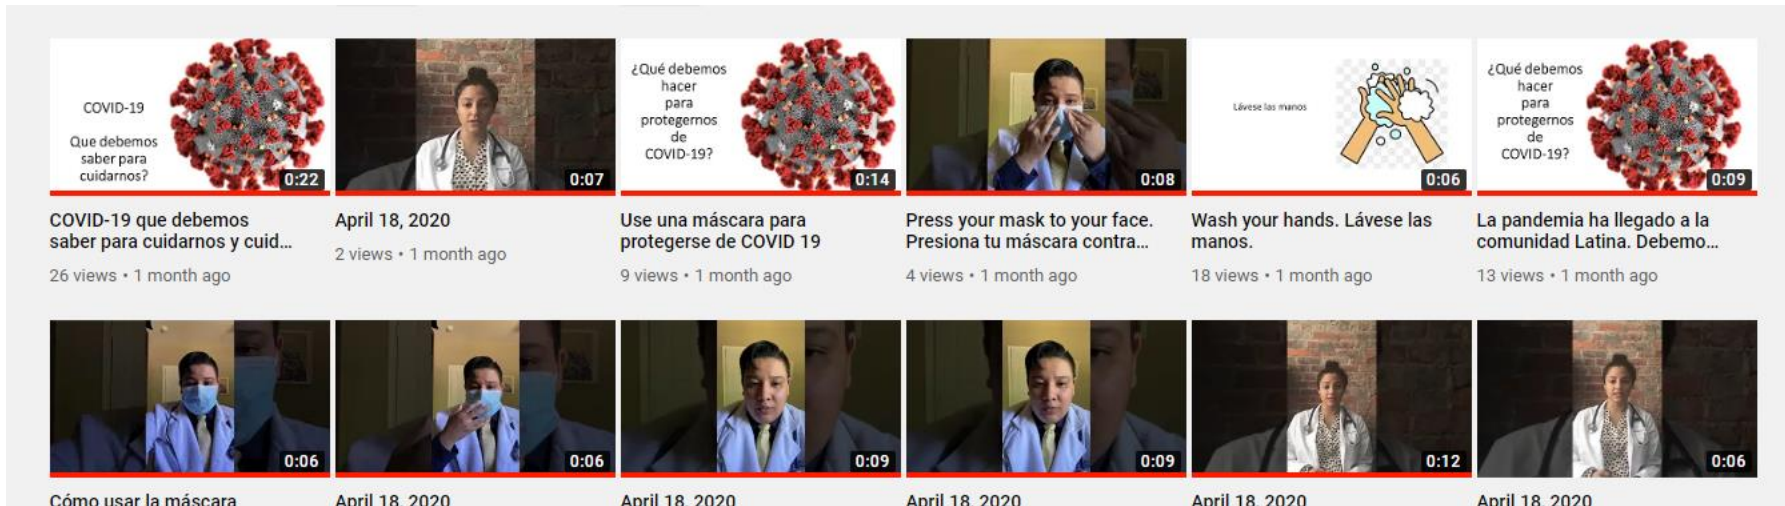 COVID-19
Que debemos
saber para
cuidarnos?
0:22
COVID-19 que debemos
saber para cuidarnos y cuid...
26 views • 1 month ago
0:07
April 18, 2020
2 views • 1 month ago
¿Qué debemos
hacer
para
protegernos
de
COVID-19?
0:14
Use una máscara para
protegerse de COVID 19
9 views • 1 month ago
0:08
Press your mask to your face.
Presiona tu máscara contra...
4 views • 1 month ago
Lávese las manos
0:06
Wash your hands. Lávese las
manos.
18 views • 1 month ago
¿Qué debemos
hacer
para
protegernos
de
COVID-19?
0:09
La pandemia ha llegado a la
comunidad Latina. Debemo...
13 views • 1 month ago
0:06
Cómo usar la máscara
0:06
April 18, 2020
0:09
April 18, 2020
0:09
April 18, 2020
0:12
April 18, 2020
0:06
April 18, 2020